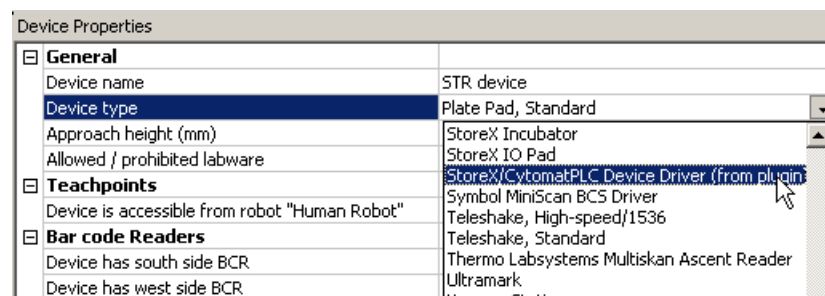 Device Properties
General
Device name STR device
Device type Plate Pad, Standard
Approach height (mm) StoreX Incubator
Allowed / prohibited labware StoreX IO Pad
StoreX/CytomatPLC Device Driver (from plugin
Teachpoints Symbol MiniScan BCS Driver
Device is accessible from robot "Human Robot" Teleshake, High-speed/1536
Bar code Readers Teleshake, Standard
Device has south side BCR Thermo Labsystems Multiskan Ascent Reader
Device has west side BCR Ultramark